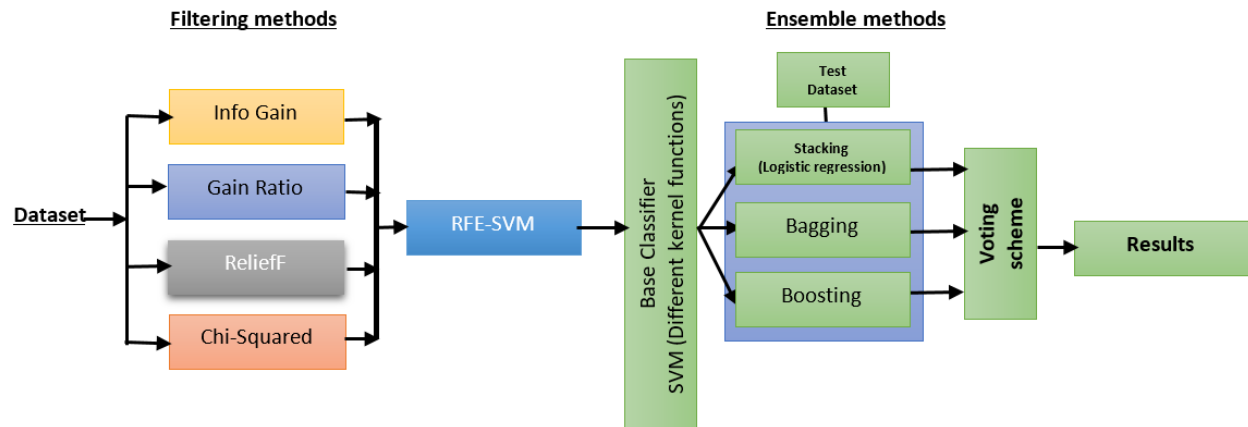 Filtering methods
Ensemble methods
Test
Dataset
Info Gain
Stacking
(Logistic regression)
Gain Ratio
Dataset
RFE-SVM
Base Classifier
SVM (Different kernel functions)
Bagging
Voting
scheme
Results
ReliefF
Boosting
Chi-Squared